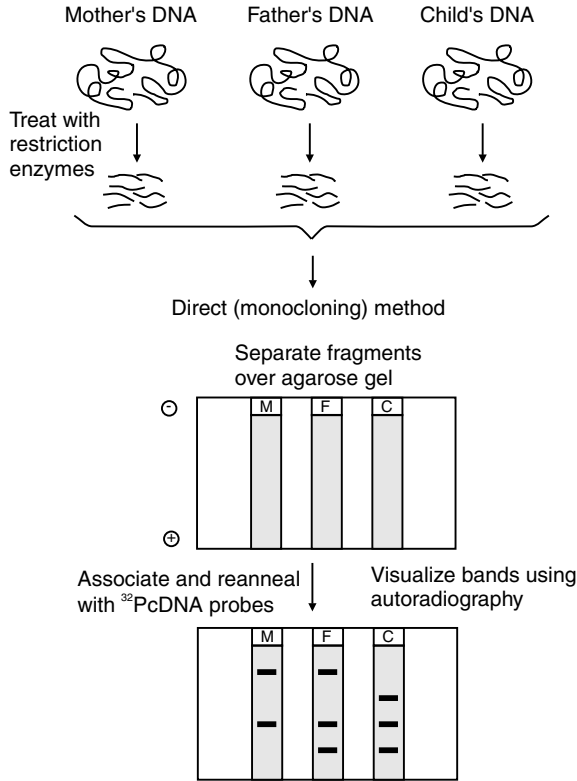 Mother's DNA
Father's DNA
Child's DNA
Treat with
restriction
enzymes
Direct (monocloning) method
Separate fragments
over agarose gel
-
M
F
C
+
Associate and reanneal
with ³²PcDNA probes
Visualize bands using
autoradiography
M
F
C